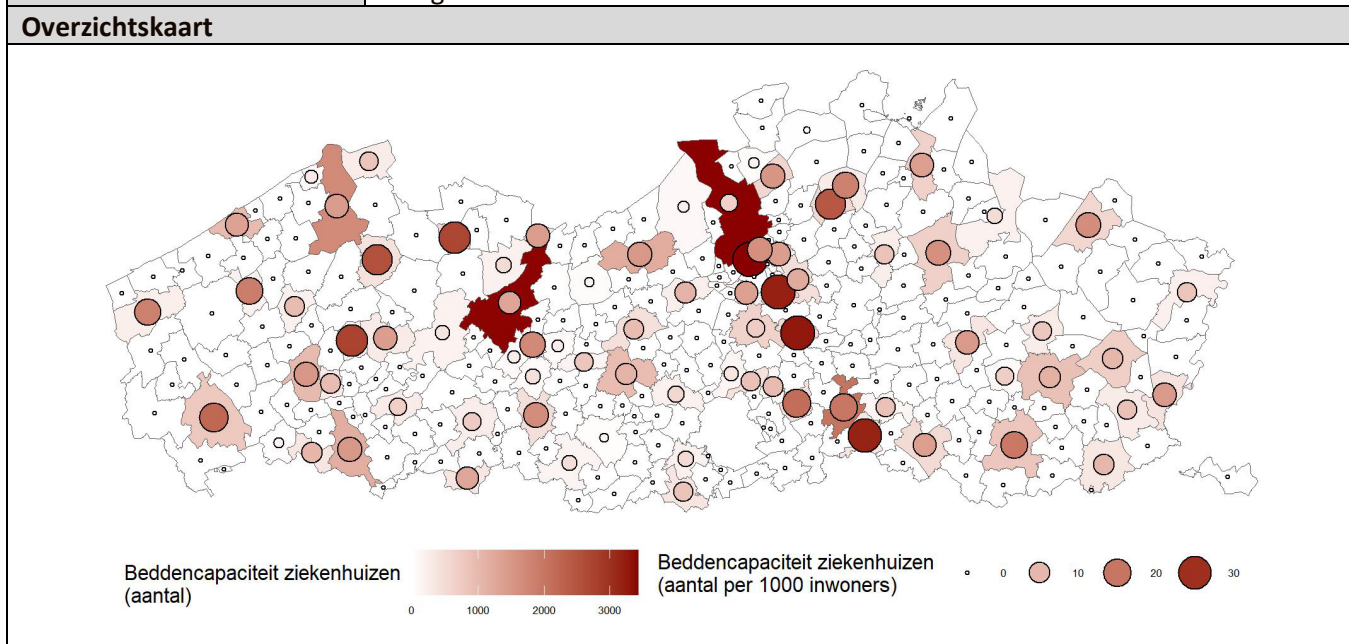 Overzichtskaart
Beddencapaciteit ziekenhuizen
(aantal)
0 1000 2000 3000
Beddencapaciteit ziekenhuizen
(aantal per 1000 inwoners)
0 10 20 30